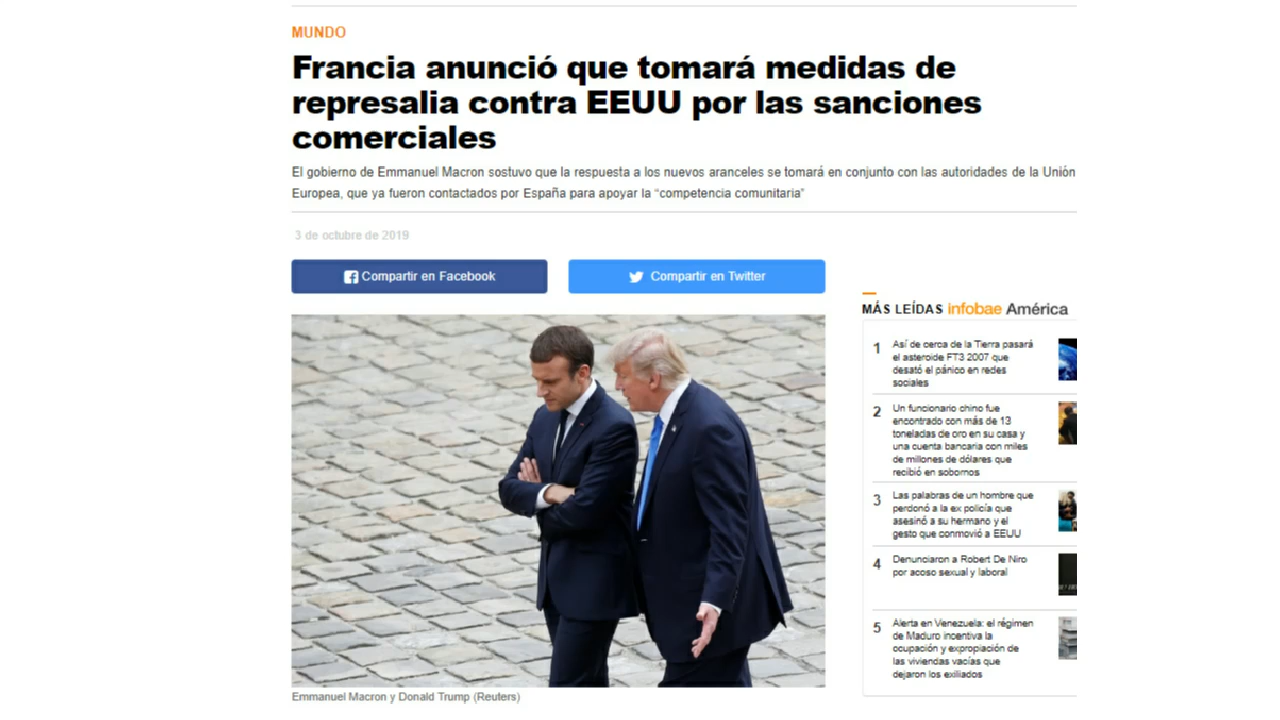 MUNDO
Francia anunció que tomará medidas de
represalia contra EEUU por las sanciones
comerciales
El gobierno de Emmanuel Macron sostuvo que la respuesta a los nuevos aranceles se tomará en conjunto con las autoridades de la Unión
Europea, que ya fueron contactados por España para apoyar la “competencia comunitaria”
3 de octubre de 2019
Compartir en Facebook
Compartir en Twitter
Emmanuel Macron y Donald Trump (Reuters)
MÁS LEÍDAS infobae América
1
Así de cerca de la Tierra pasará
el asteroide FT3 2007 que
desató el pánico en redes
sociales
2
Un funcionario chino fue
encontrado con más de 13
toneladas de oro en su casa y
una cuenta bancaria con miles
de millones de dólares que
recibió en sobornos
3
Las palabras de un hombre que
perdonó a la ex policía que
asesinó a su hermano y el
gesto que conmovió a EEUU
4
Denunciaron a Robert De Niro
por acoso sexual y laboral
5
Alerta en Venezuela: el régimen
de Maduro incentiva la
ocupación y expropiación de
las viviendas vacías que
dejaron los exiliados